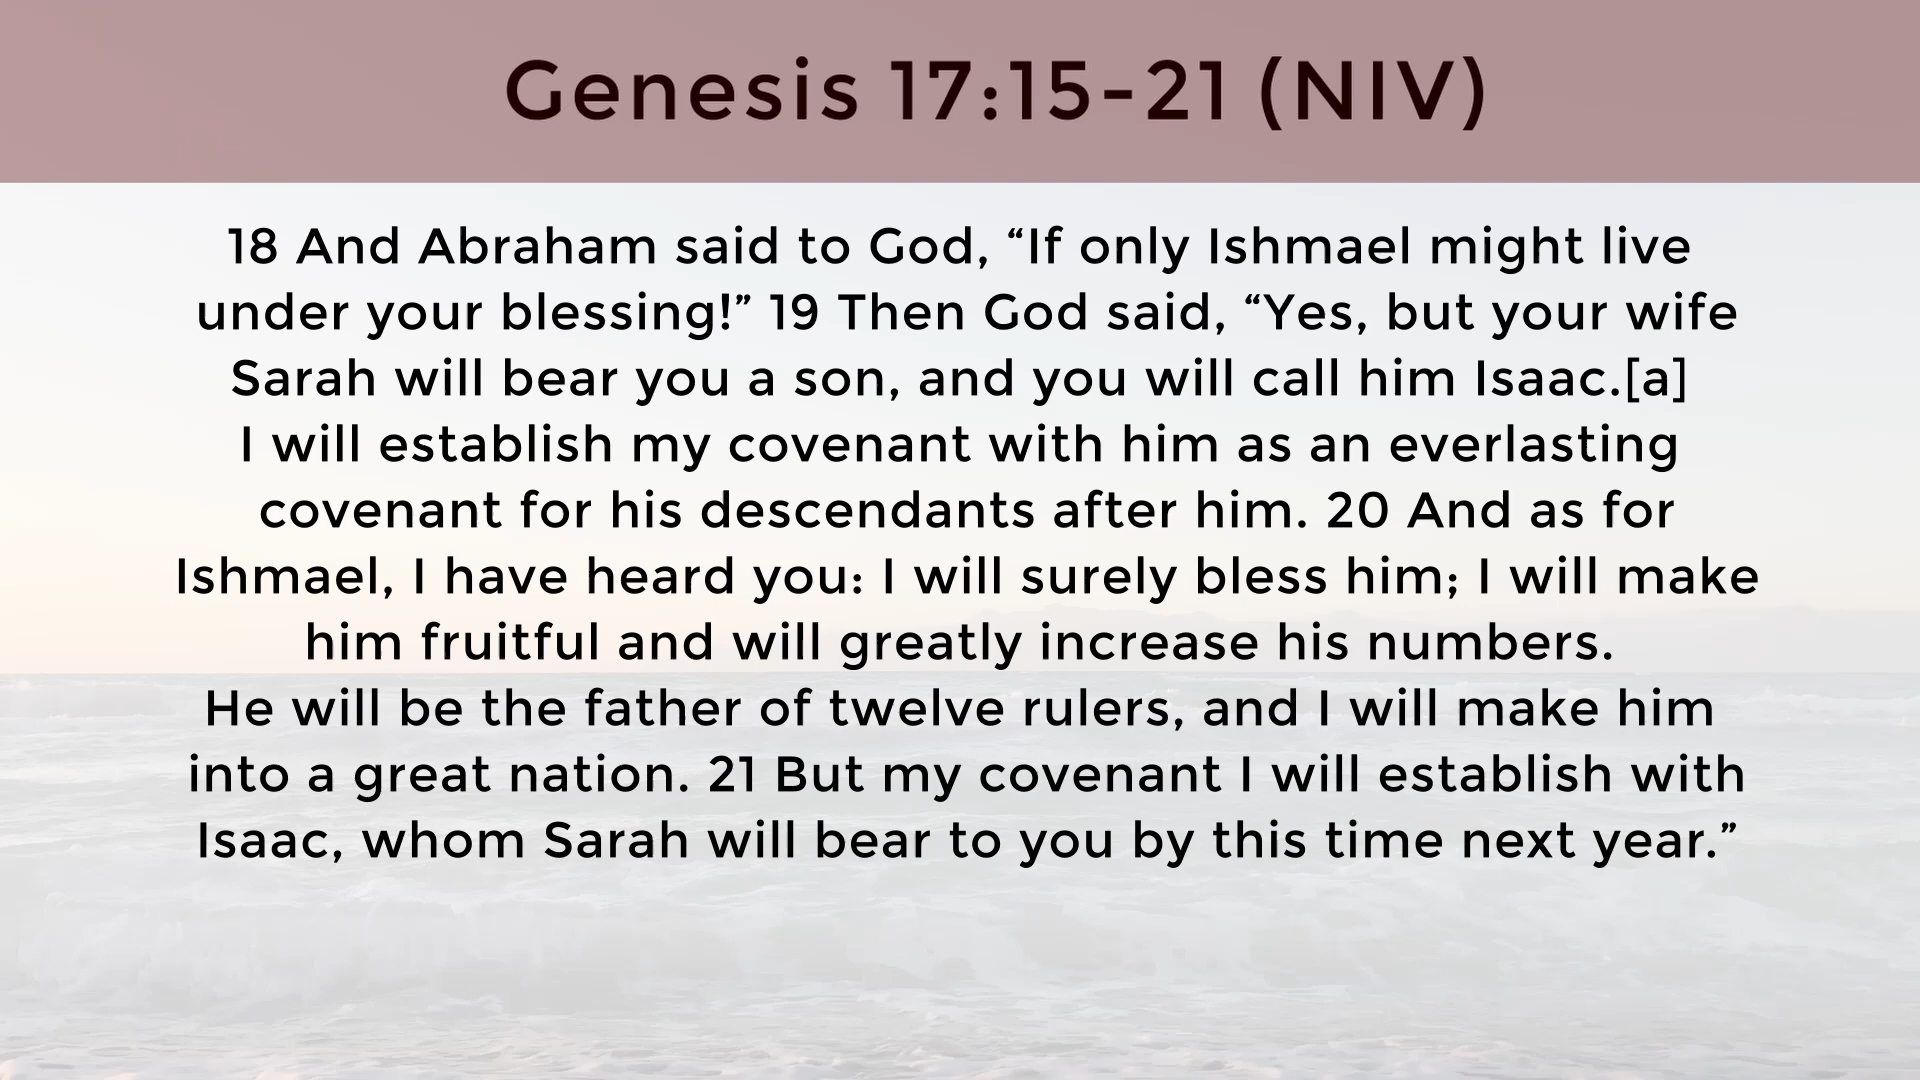 Genesis 17:15-21 (NIV)
18 And Abraham said to God, “If only Ishmael might live
under your blessing!” 19 Then God said, “Yes, but your wife
Sarah will bear you a son, and you will call him Isaac.[a]
I will establish my covenant with him as an everlasting
covenant for his descendants after him. 20 And as for
Ishmael, I have heard you: I will surely bless him; I will make
him fruitful and will greatly increase his numbers.
He will be the father of twelve rulers, and I will make him
into a great nation. 21 But my covenant I will establish with
Isaac, whom Sarah will bear to you by this time next year.”